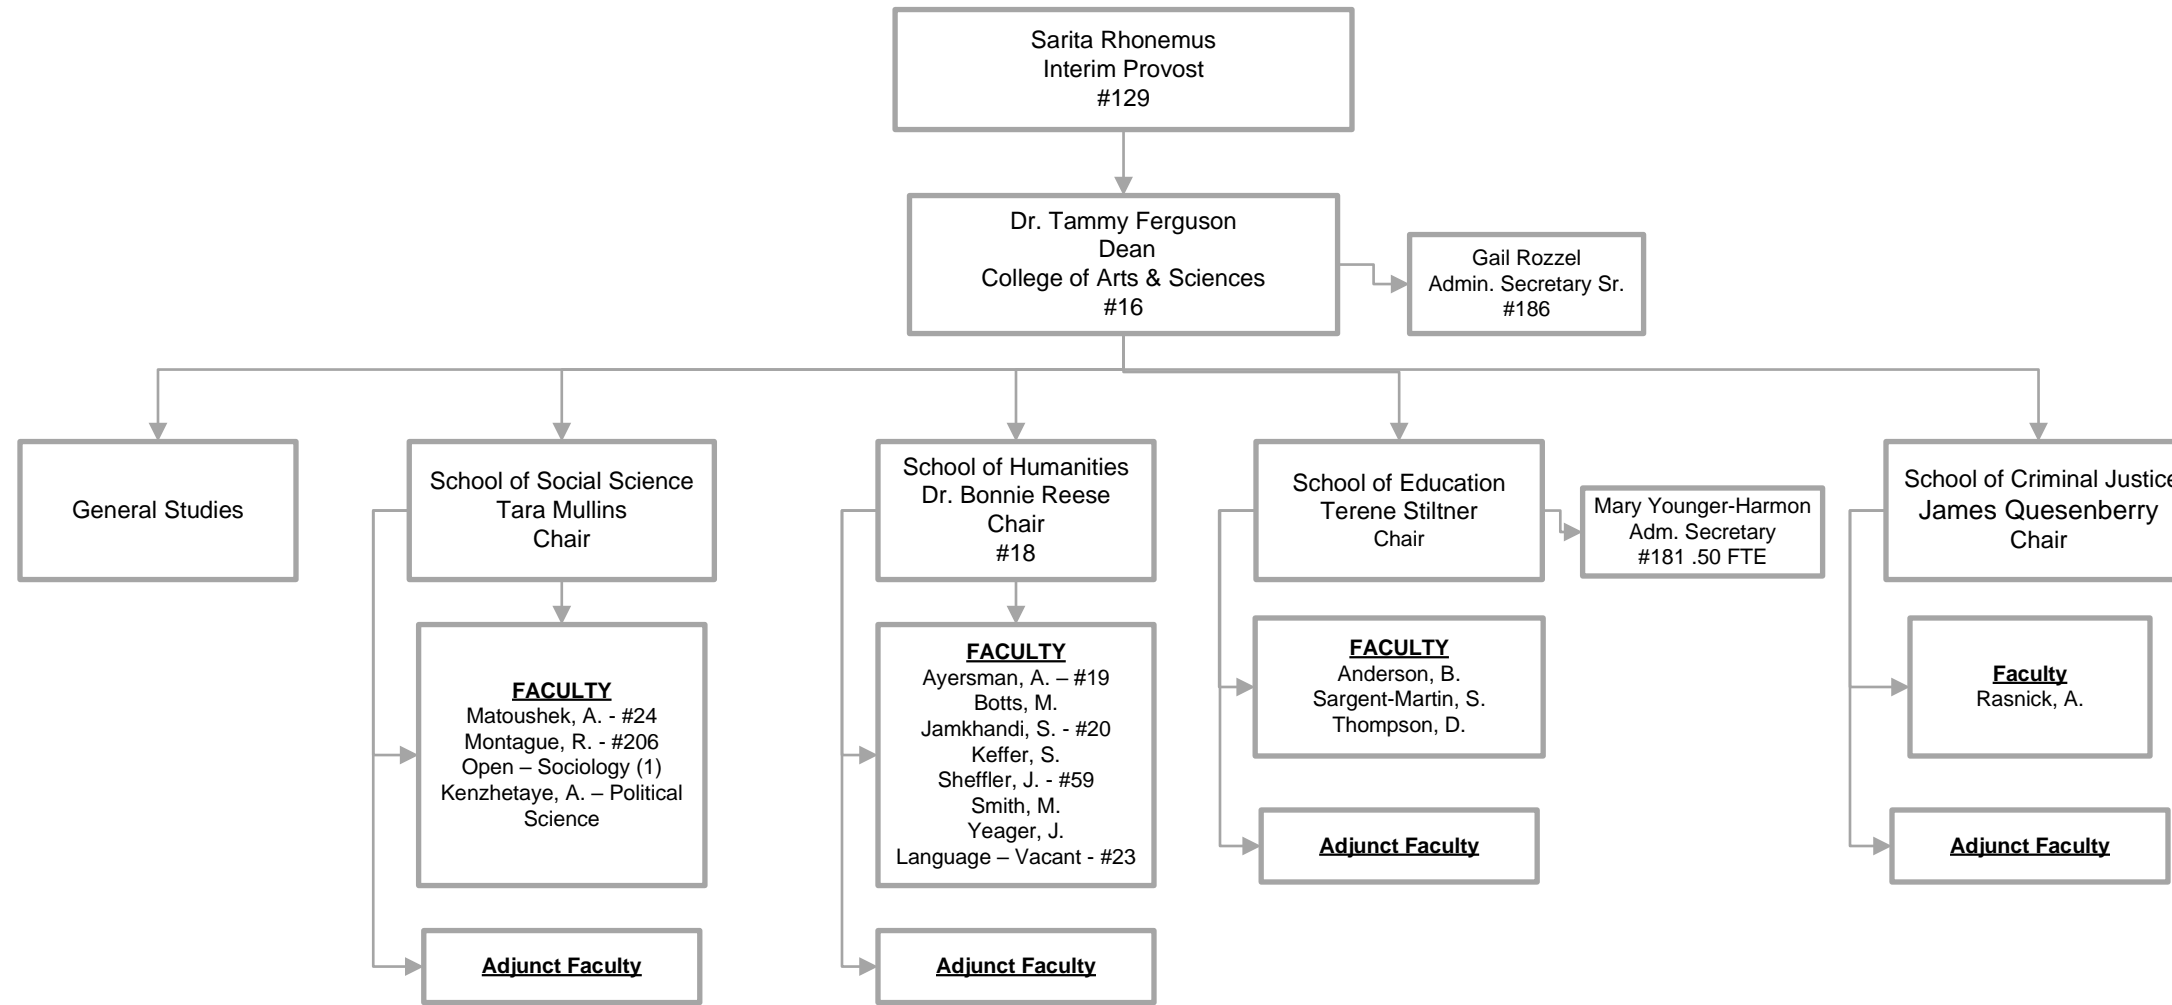 Sarita Rhonemus
Interim Provost
#129
Dr. Tammy Ferguson
Dean
College of Arts & Sciences
#16
Gail Rozzel
Admin. Secretary Sr.
#186
General Studies
School of Social Science
Tara Mullins
Chair
School of Humanities
Dr. Bonnie Reese
Chair
#18
School of Education
Terene Stiltner
Chair
Mary Younger-Harmon
Adm. Secretary
#181 .50 FTE
School of Criminal Justice
James Quesenberry
Chair
FACULTY
Matoushek, A. - #24
Montague, R. - #206
Open – Sociology (1)
Kenzhetaye, A. – Political
Science
FACULTY
Ayersman, A. – #19
Botts, M.
Jamkhandi, S. - #20
Keffer, S.
Sheffler, J. - #59
Smith, M.
Yeager, J.
Language – Vacant - #23
FACULTY
Anderson, B.
Sargent-Martin, S.
Thompson, D.
Faculty
Rasnick, A.
Adjunct Faculty
Adjunct Faculty
Adjunct Faculty
Adjunct Faculty